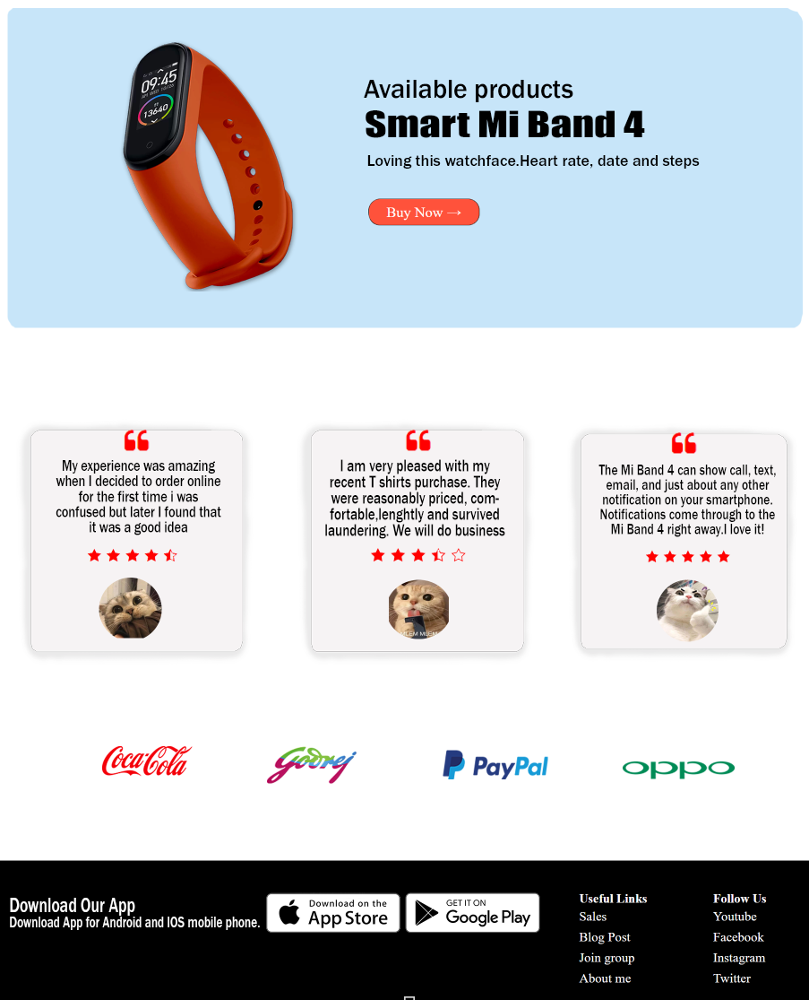 09:45
13640
Available products
Smart Mi Band 4
Loving this watchface.Heart rate, date and steps
Buy Now →
My experience was amazing
when I decided to order online
for the first time i was
confused but later I found that
it was a good idea
I am very pleased with my
recent T shirts purchase. They
were reasonably priced, com-
fortable,lenghtly and survived
laundering. We will do business
MLEM MLEM
The Mi Band 4 can show call, text,
email, and just about any other
notification on your smartphone.
Notifications come through to the
Mi Band 4 right away.I love it!
Coca-Cola
Godrej
PayPal
oppo
Download Our App
Download App for Android and IOS mobile phone.
Download on the
App Store
GET IT ON
Google Play
Useful Links
Sales
Blog Post
Join group
About me
Follow Us
Youtube
Facebook
Instagram
Twitter